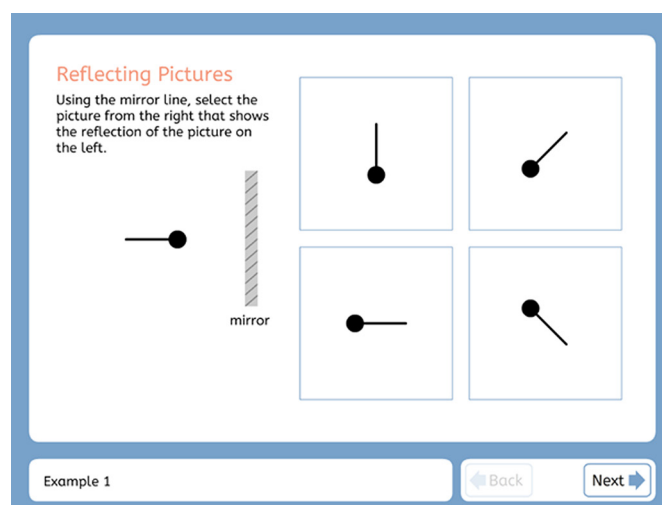 Reflecting Pictures
Using the mirror line, select the
picture from the right that shows
the reflection of the picture on
the left.
mirror
Example 1
Back
Next